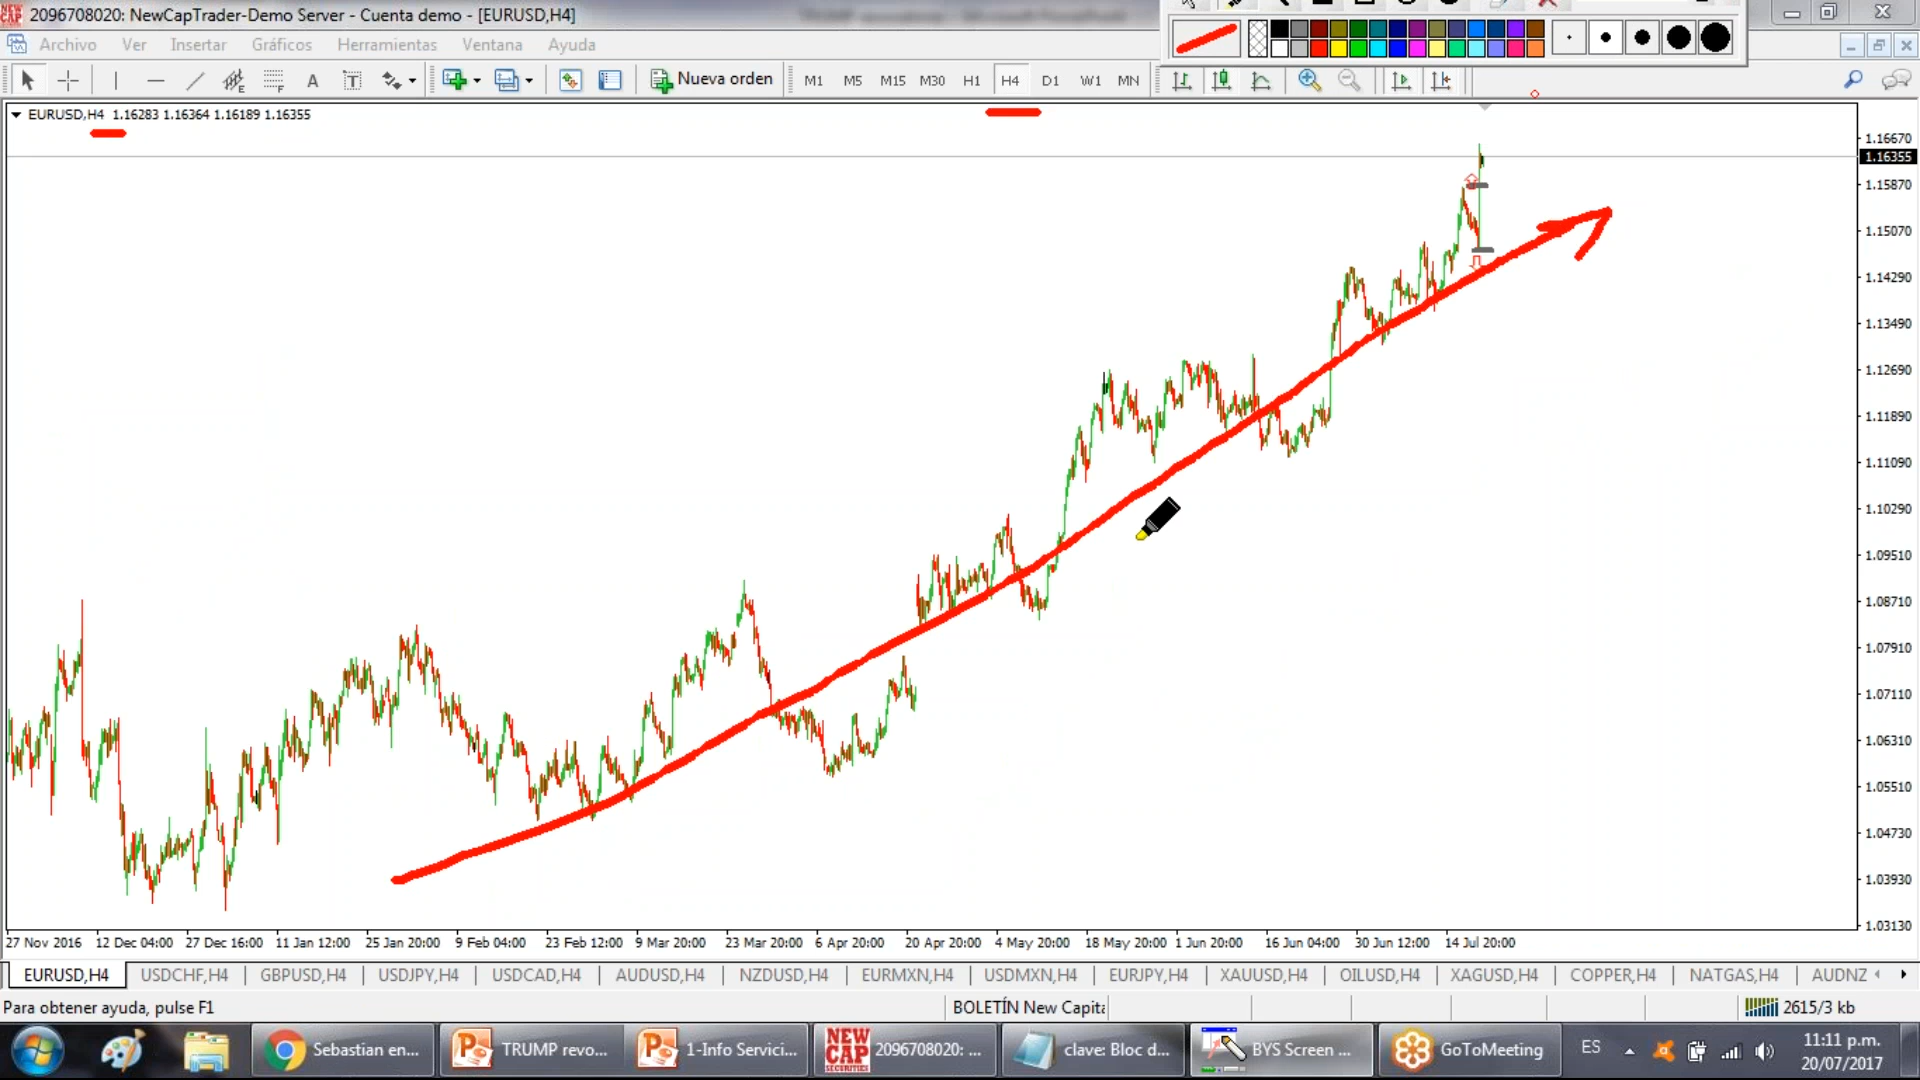 2096708020: NewCapTrader-Demo Server - Cuenta demo - [EURUSD,H4]
Archivo Ver Insertar Gráficos Herramientas Ventana Ayuda
A T Nueva orden M1 M5 M15 M30 H1 H4 D1 W1 MN
EURUSD,H4 1.16283 1.16364 1.16189 1.16355
1.16670
1.16355
1.15870
1.15070
1.14290
1.13490
1.12690
1.11890
1.11090
1.10290
1.09510
1.08710
1.07910
1.07110
1.06310
1.05510
1.04730
1.03930
1.03130
27 Nov 2016 12 Dec 04:00 27 Dec 16:00 11 Jan 12:00 25 Jan 20:00 9 Feb 04:00 23 Feb 12:00 9 Mar 20:00 23 Mar 20:00 6 Apr 20:00 20 Apr 20:00 4 May 20:00 18 May 20:00 1 Jun 20:00 16 Jun 04:00 30 Jun 12:00 14 Jul 20:00
EURUSD,H4 USDCHF,H4 GBPUSD,H4 USDJPY,H4 USDCAD,H4 AUDUSD,H4 NZDUSD,H4 EURMXN,H4 USDMXN,H4 EURJPY,H4 XAUUSD,H4 OILUSD,H4 XAGUSD,H4 COPPER,H4 NATGAS,H4 AUDNZ
Para obtener ayuda, pulse F1 BOLETÍN New Capita 2615/3 kb
Sebastian en... TRUMP revo... 1-Info Servici... NEW CAP SECURITIES 2096708020: ... clave: Bloc d... BYS Screen ... GoToMeeting ES 11:11 p.m.
20/07/2017